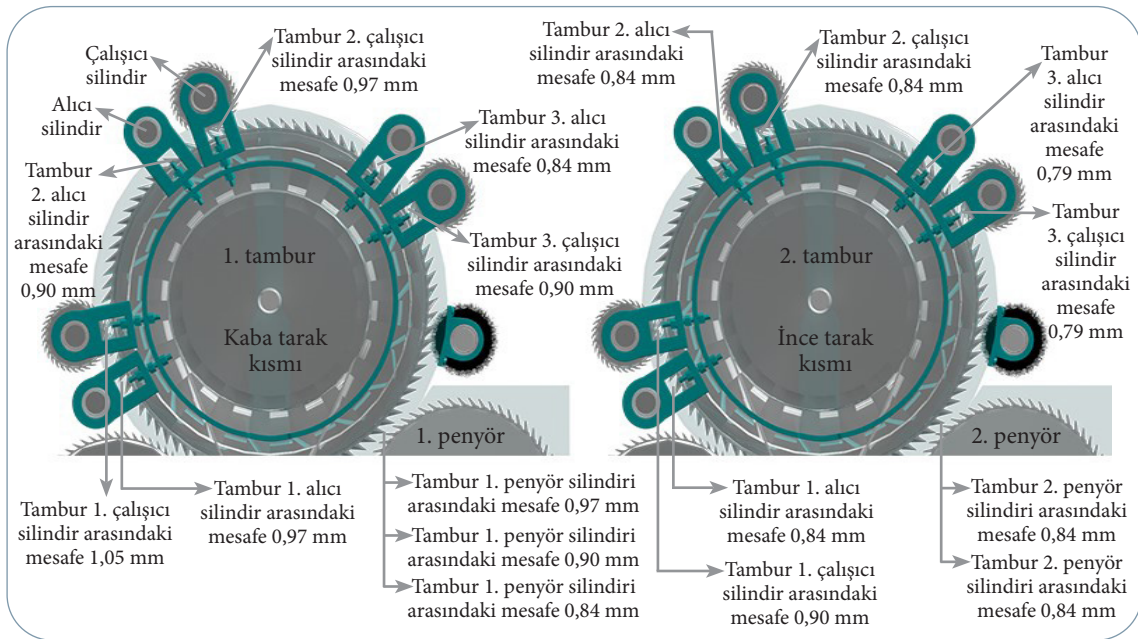 Çalışıcı
silindir
Alıcı
silindir
Tambur
2. alıcı
silindir
arasındaki
mesafe
0,90 mm
Tambur 2. çalışıcı
silindir arasındaki
mesafe 0,97 mm
Tambur 3. alıcı
silindir arasındaki
mesafe 0,84 mm
Tambur 3. çalışıcı
silindir arasındaki
mesafe 0,90 mm
1. tambur
Kaba tarak
kısmı
1. penyör
Tambur 1. çalışıcı
silindir arasındaki
mesafe 1,05 mm
Tambur 1. alıcı
silindir arasındaki
mesafe 0,97 mm
Tambur 1. penyör silindiri
arasındaki mesafe 0,97 mm
Tambur 1. penyör silindiri
arasındaki mesafe 0,90 mm
Tambur 1. penyör silindiri
arasındaki mesafe 0,84 mm
Tambur 2. alıcı
silindir arasındaki
mesafe 0,84 mm
Tambur 2. çalışıcı
silindir arasındaki
mesafe 0,84 mm
Tambur
3. alıcı
silindir
arasındaki
mesafe
0,79 mm
Tambur
3. çalışıcı
silindir
arasındaki
mesafe
0,79 mm
2. tambur
İnce tarak
kısmı
2. penyör
Tambur 1. alıcı
silindir arasındaki
mesafe 0,84 mm
Tambur 1. çalışıcı
silindir arasındaki
mesafe 0,90 mm
Tambur 2. penyör
silindiri arasındaki
mesafe 0,84 mm
Tambur 2. penyör
silindiri arasındaki
mesafe 0,84 mm